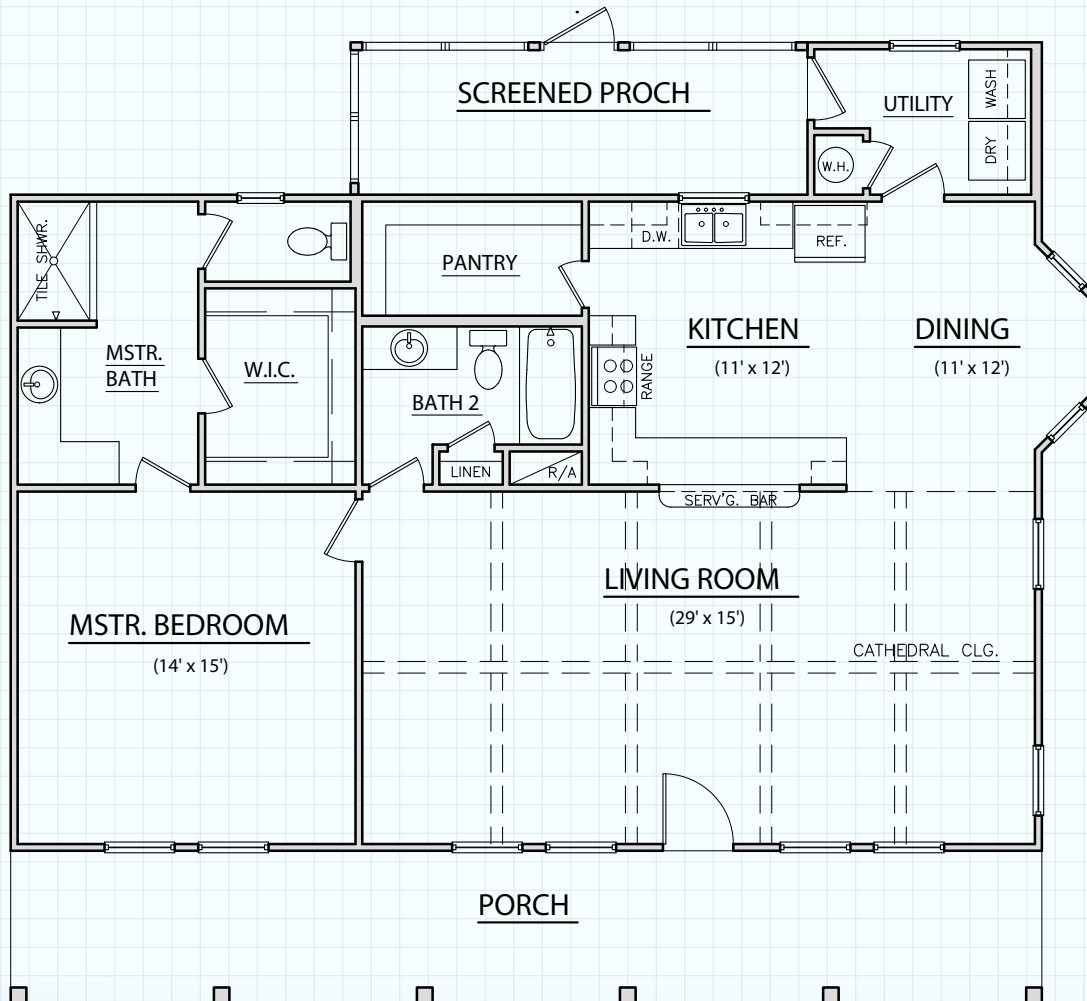 SCREENED PROCH
UTILITY
WASH
DRY
W.H.
TILE SHWR.
D.W.
REF.
PANTRY
KITCHEN
(11' x 12')
DINING
(11' x 12')
MSTR.
BATH
W.I.C.
RANGE
BATH 2
LINEN
R/A
SERV'G. BAR
LIVING ROOM
(29' x 15')
MSTR. BEDROOM
(14' x 15')
CATHEDRAL CLG.
PORCH